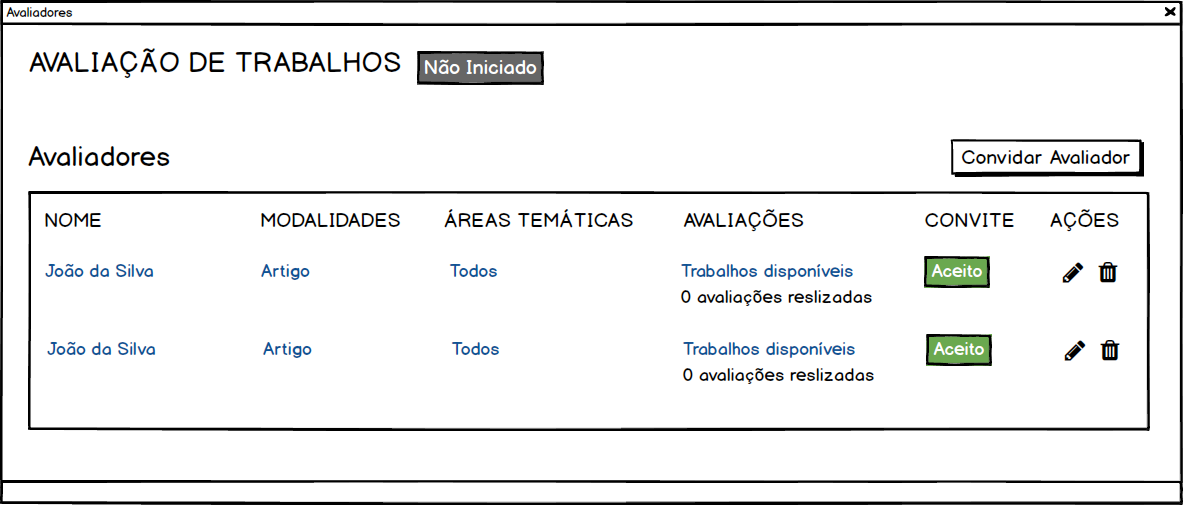 Avaliadores
AVALIAÇÃO DE TRABALHOS Não Iniciado
Avaliadores Convidar Avaliador
NOME MODALIDADES ÁREAS TEMÁTICAS AVALIAÇÕES CONVITE AÇÕES
João da Silva Artigo Todos Trabalhos disponíveis Aceito
0 avaliações reslizadas
João da Silva Artigo Todos Trabalhos disponíveis Aceito
0 avaliações reslizadas